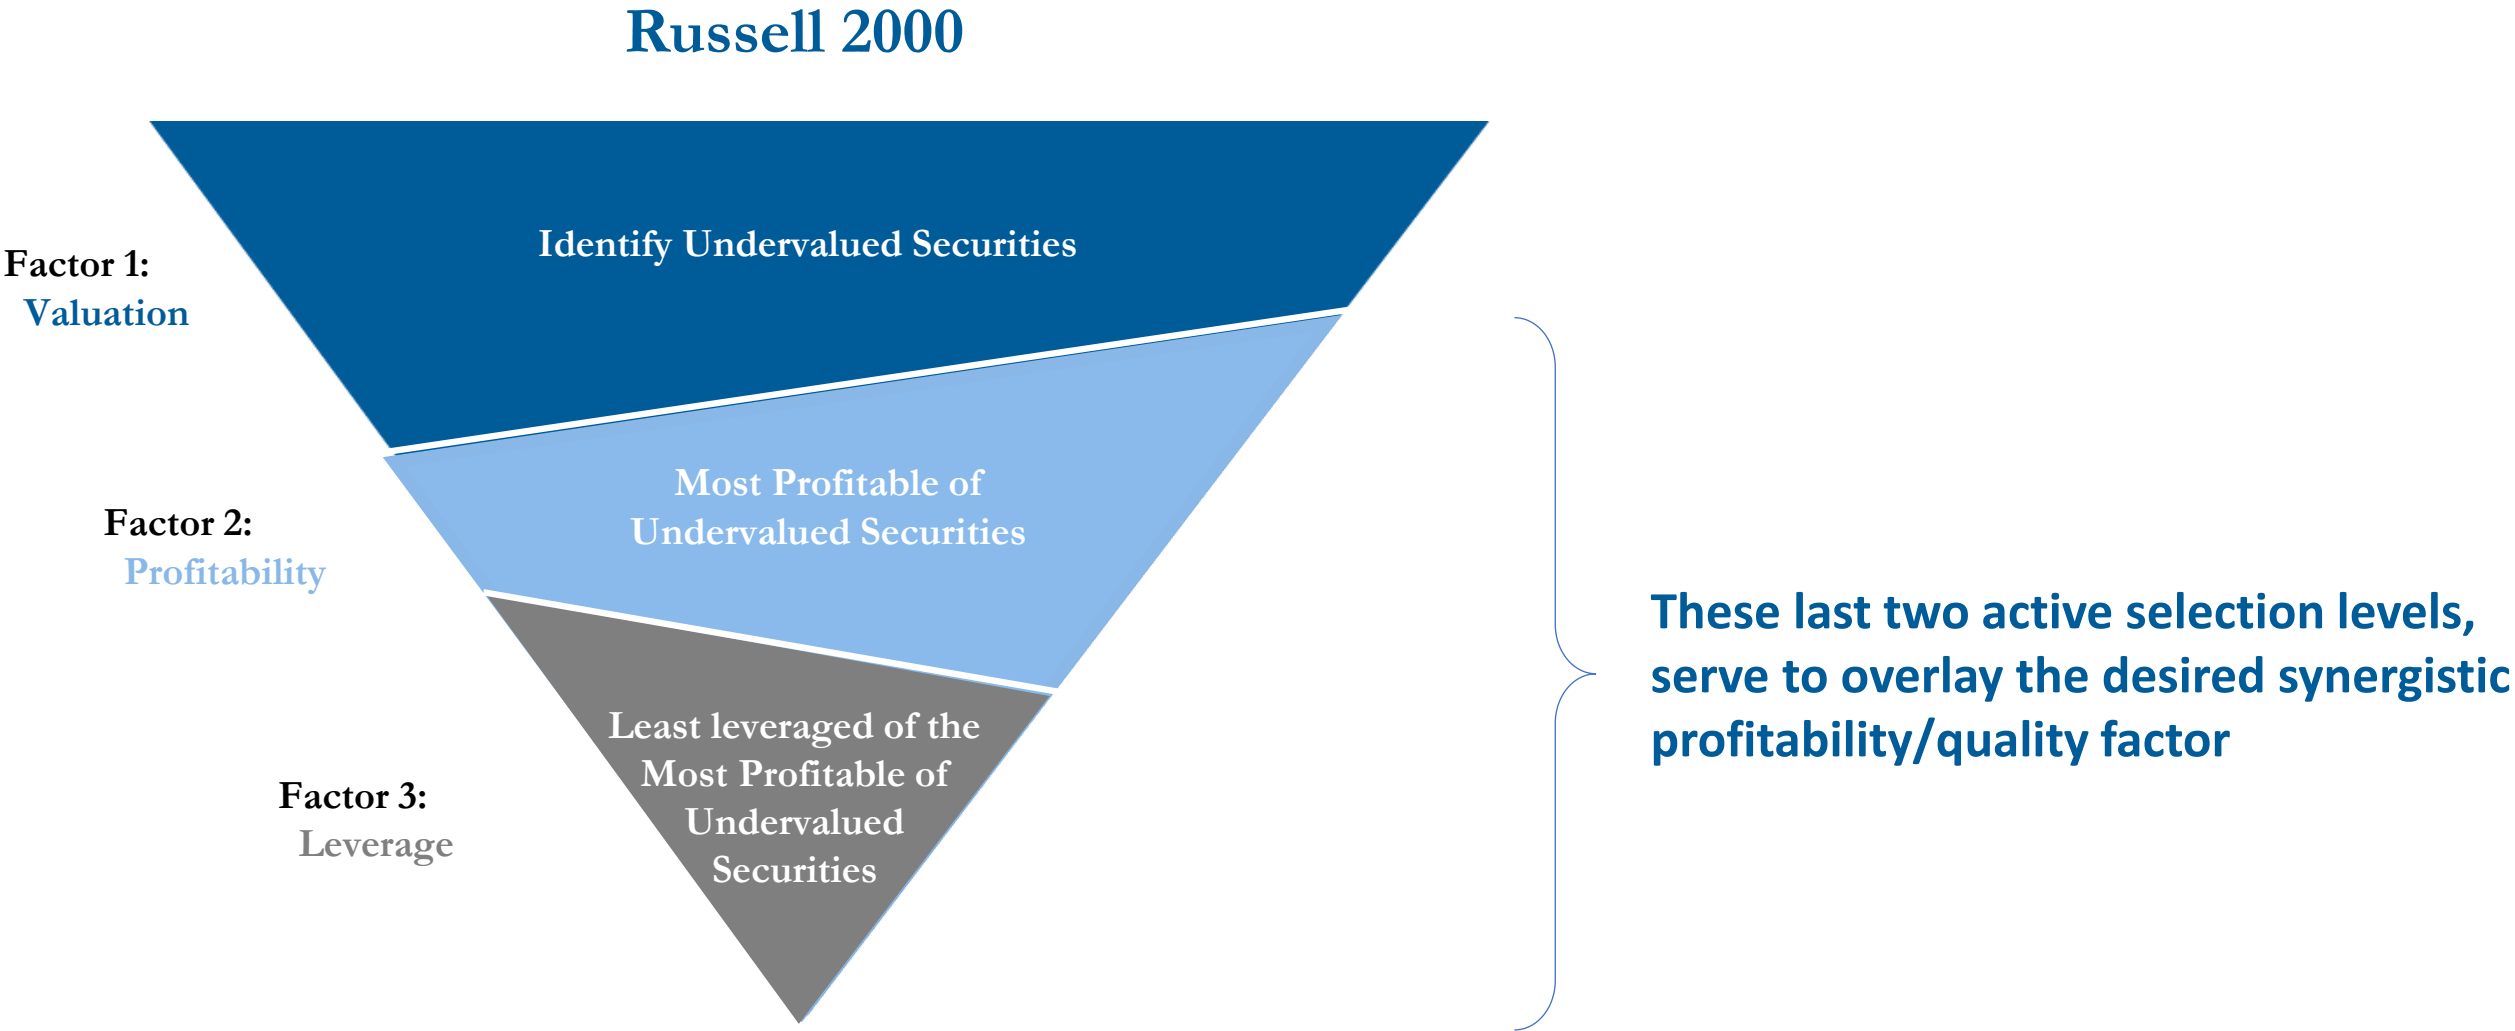 Russell 2000
Identify Undervalued Securities
Factor 1:
Valuation
Most Profitable of
Undervalued Securities
Factor 2:
Profitability
Least leveraged of the
Most Profitable of
Undervalued
Securities
Factor 3:
Leverage
These last two active selection levels,
serve to overlay the desired synergistic
profitability/quality factor